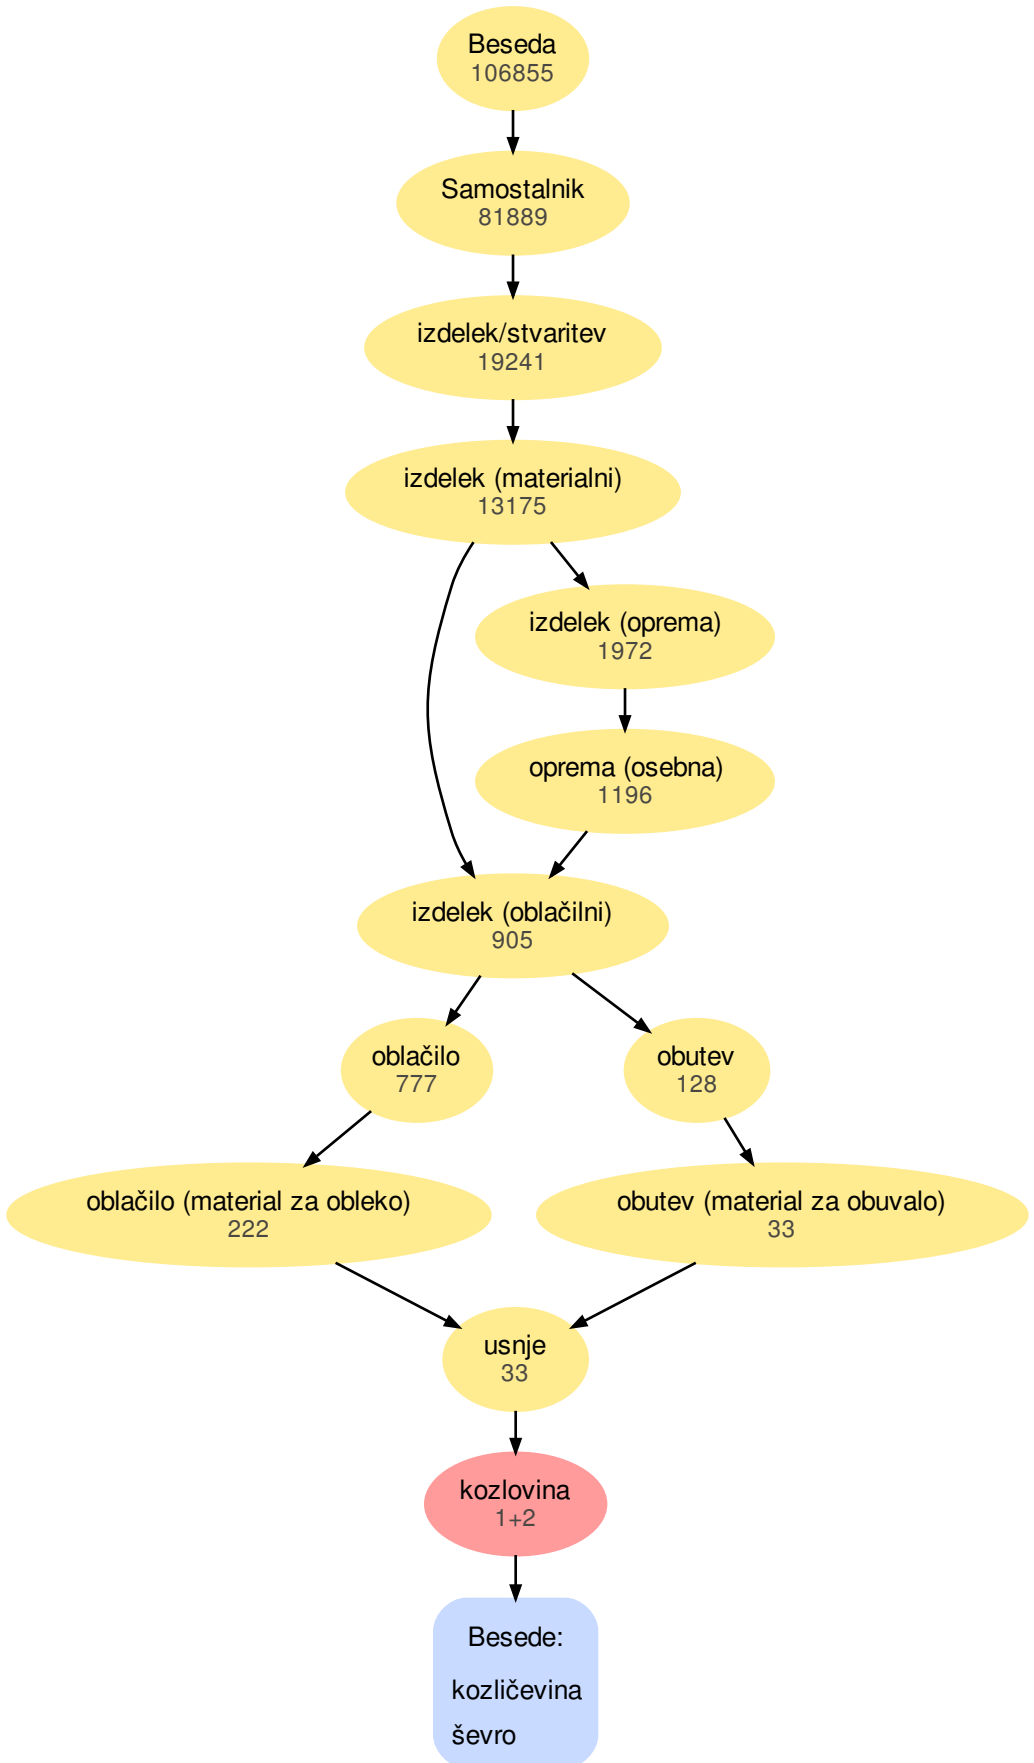 Beseda
106855
Samostalnik
81889
izdelek/stvaritev
19241
izdelek (materialni)
13175
izdelek (oprema)
1972
oprema (osebna)
1196
izdelek (oblačilni)
905
oblačilo
777
obutev
128
oblačilo (material za obleko)
222
obutev (material za obuvalo)
33
usnje
33
kozlovina
1+2
Besede:
kozličevina
ševro